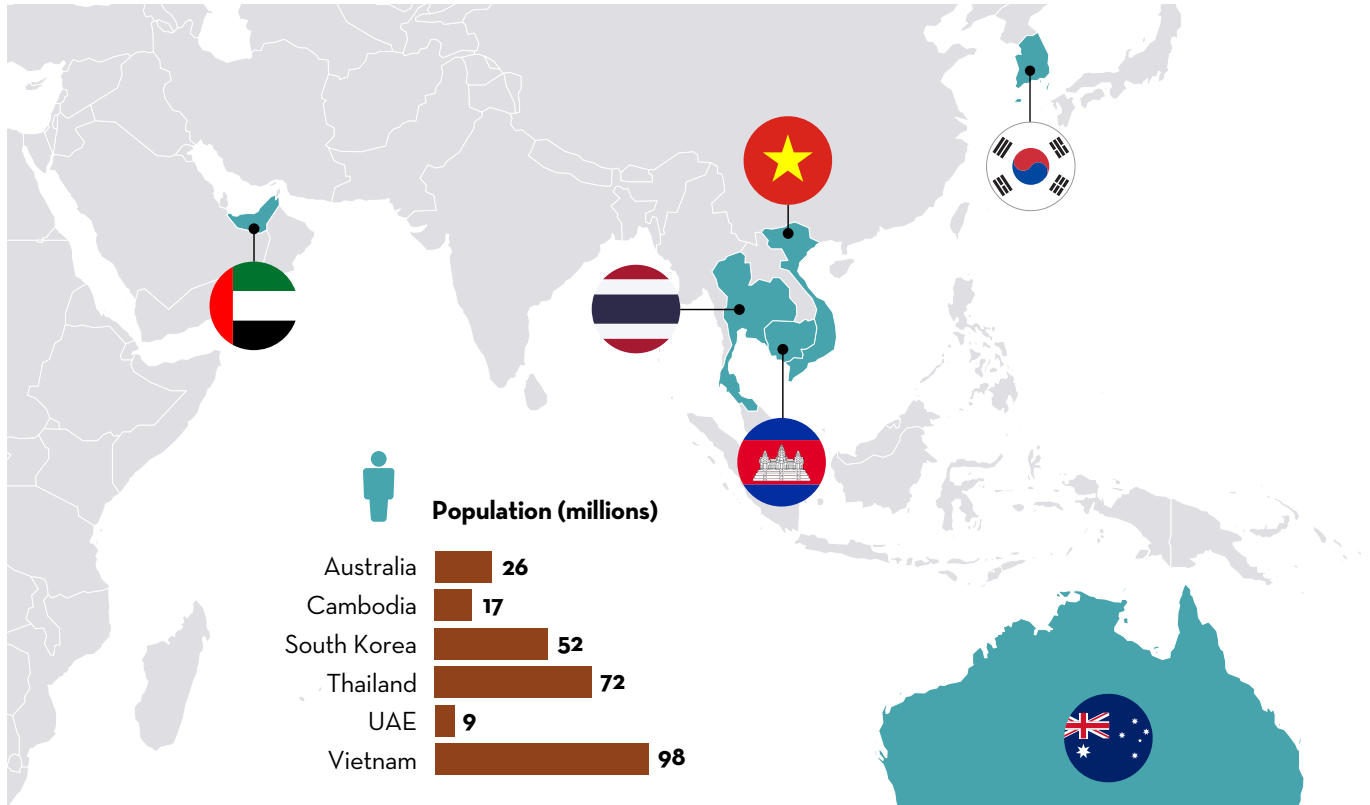 Population (millions)
Australia 26
Cambodia 17
South Korea 52
Thailand 72
UAE 9
Vietnam 98